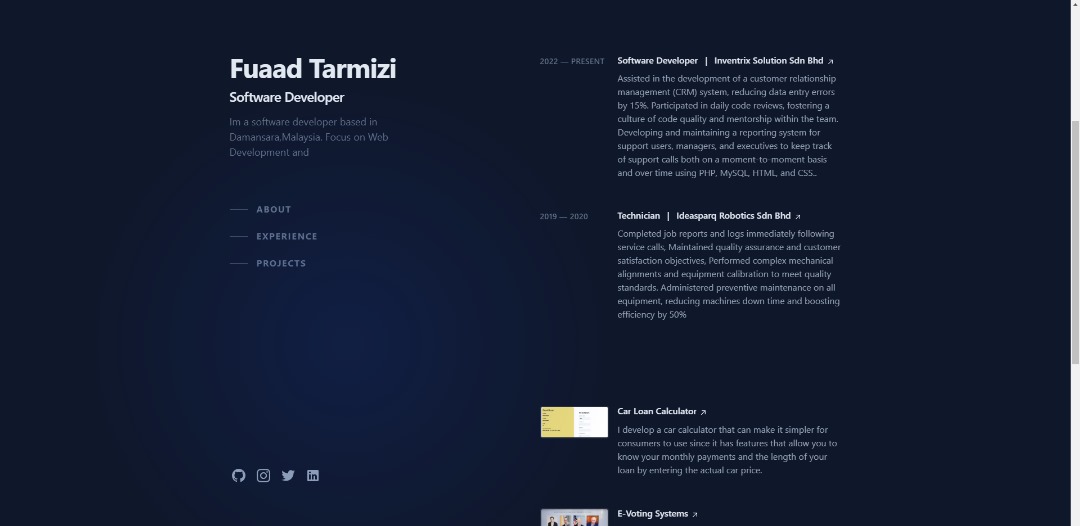 Fuaad Tarmizi
Software Developer
Im a software developer based in
Damansara,Malaysia. Focus on Web
Development and
ABOUT
EXPERIENCE
PROJECTS
2022 — PRESENT
Software Developer | Inventrix Solution Sdn Bhd
Assisted in the development of a customer relationship
management (CRM) system, reducing data entry errors
by 15%. Participated in daily code reviews, fostering a
culture of code quality and mentorship within the team.
Developing and maintaining a reporting system for
support users, managers, and executives to keep track
of support calls both on a moment-to-moment basis
and over time using PHP, MySQL, HTML, and CSS..
2019 — 2020
Technician | Ideasparq Robotics Sdn Bhd
Completed job reports and logs immediately following
service calls, Maintained quality assurance and customer
satisfaction objectives, Performed complex mechanical
alignments and equipment calibration to meet quality
standards. Administered preventive maintenance on all
equipment, reducing machines down time and boosting
efficiency by 50%
Car Loan Calculator
I develop a car calculator that can make it simpler for
consumers to use since it has features that allow you to
know your monthly payments and the length of your
loan by entering the actual car price.
E-Voting Systems